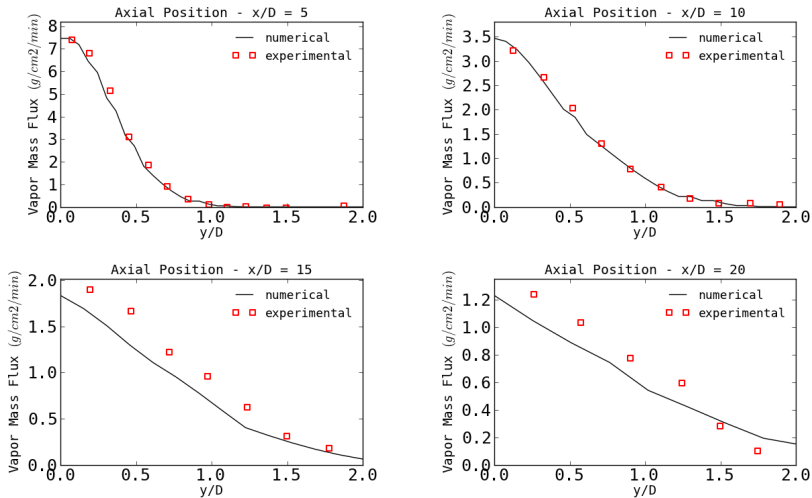 Axial Position - x/D = 5
Vapor Mass Flux (g/cm2/min)
8
7
6
5
4
3
2
1
0
numerical
experimental
0.0 0.5 1.0 1.5 2.0
y/D
Axial Position - x/D = 10
Vapor Mass Flux (g/cm2/min)
3.5
3.0
2.5
2.0
1.5
1.0
0.5
0.0
numerical
experimental
0.0 0.5 1.0 1.5 2.0
y/D
Axial Position - x/D = 15
Vapor Mass Flux (g/cm2/min)
2.0
1.5
1.0
0.5
0.0
numerical
experimental
0.0 0.5 1.0 1.5 2.0
y/D
Axial Position - x/D = 20
Vapor Mass Flux (g/cm2/min)
1.2
1.0
0.8
0.6
0.4
0.2
0.0
numerical
experimental
0.0 0.5 1.0 1.5 2.0
y/D